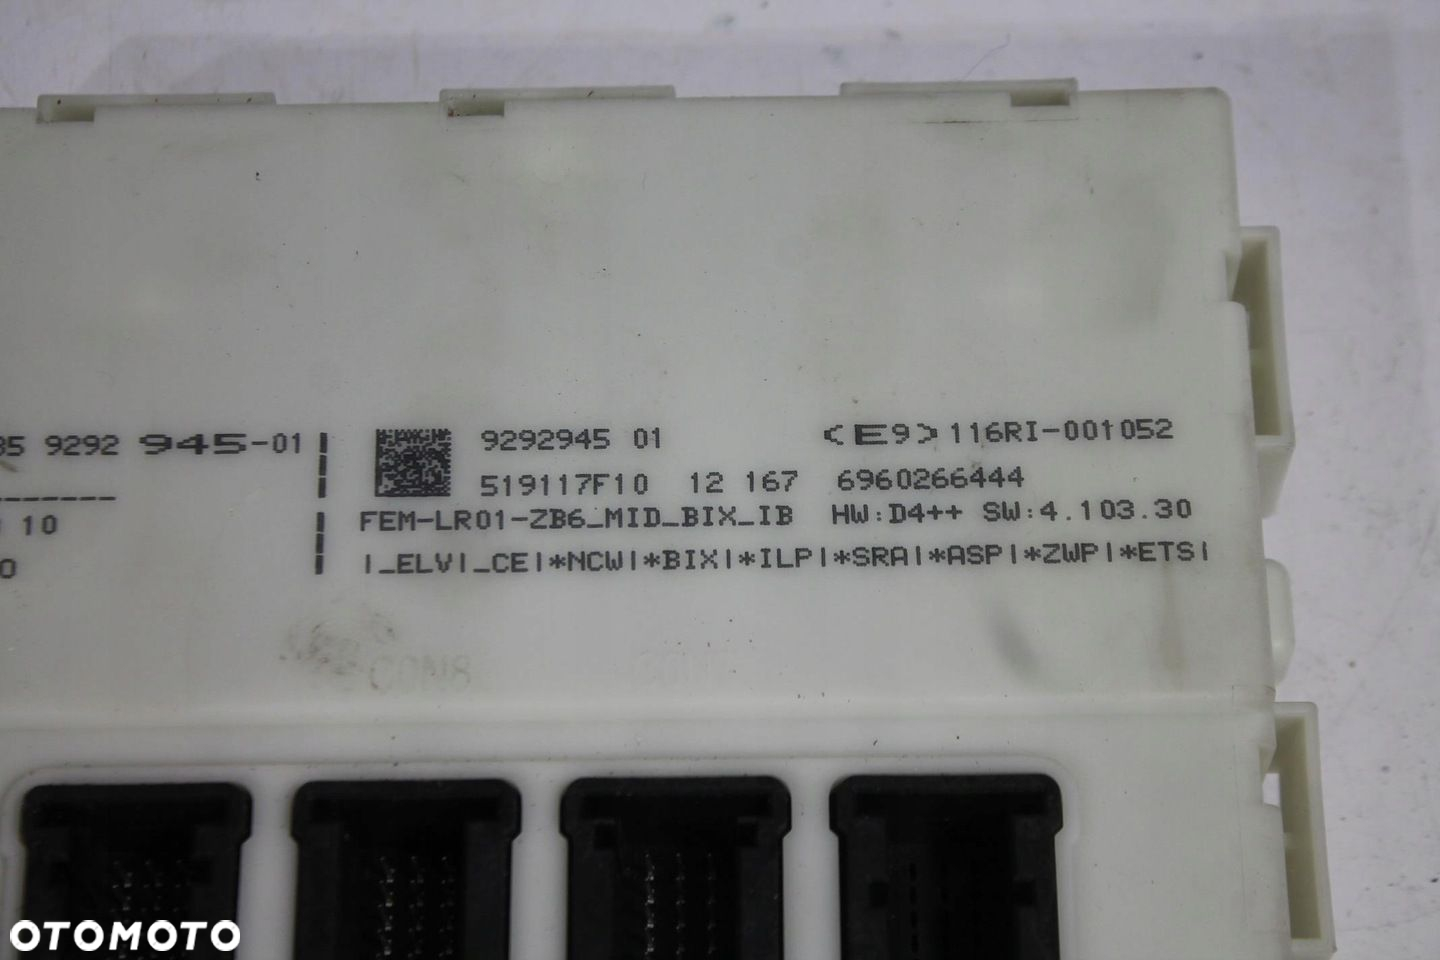 9292 945-01
10
0
9292945 01 <E9> 116RI-001052
519117F10 12 167 6960266444
FEM-LR01-ZB6_MID_BIX_IB HW:D4++ SW:4.103.30
|_ELV|_CE|*NCW|*BIX|*ILP|*SRA|*ASP|*ZWP|*ETS|
CON8
OTOMOTO